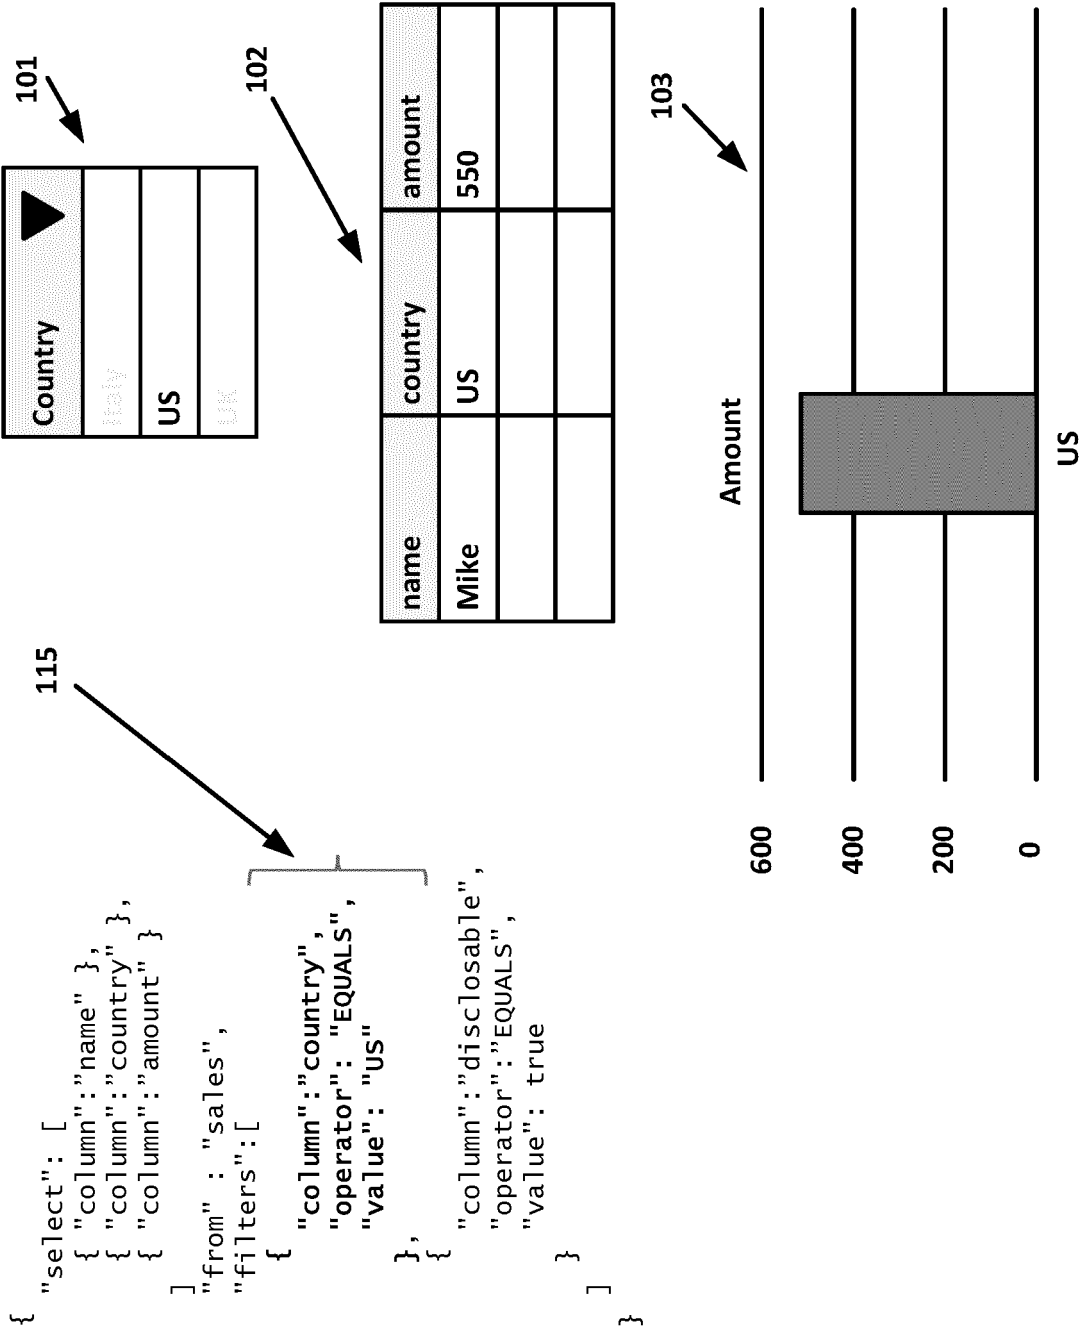 {
"select": [
{ "column":”name" },
{ "column":”country" },
{ "column":”amount" }
]
"from" : "sales",
"filters":[
{
"column":”country",
"operator": "EQUALS",
"value": "US"
},
{
"column":”disclosable",
"operator":”EQUALS",
"value": true
}
]
}
115
101
Country
Italy
US
UK
102
name country amount
Mike US 550
103
Amount
600
400
200
0
US